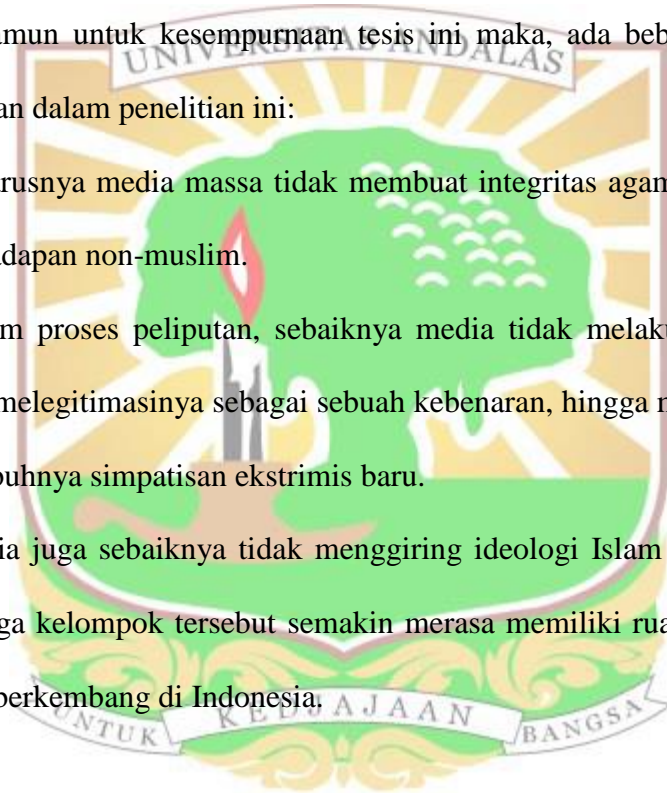 amun untuk kesempurnaan tesis ini maka, ada beb
UNIVERSITAS ANDALAS
an dalam penelitian ini:
rusnya media massa tidak membuat integritas agam
adapan non-muslim.
m proses peliputan, sebaiknya media tidak melaku
melegitimasinya sebagai sebuah kebenaran, hingga m
buhnya simpatisan ekstrimis baru.
ia juga sebaiknya tidak menggiring ideologi Islam
ga kelompok tersebut semakin merasa memiliki rua
berkembang di Indonesia.
UNTUK KEDJAJAAN BANGSA